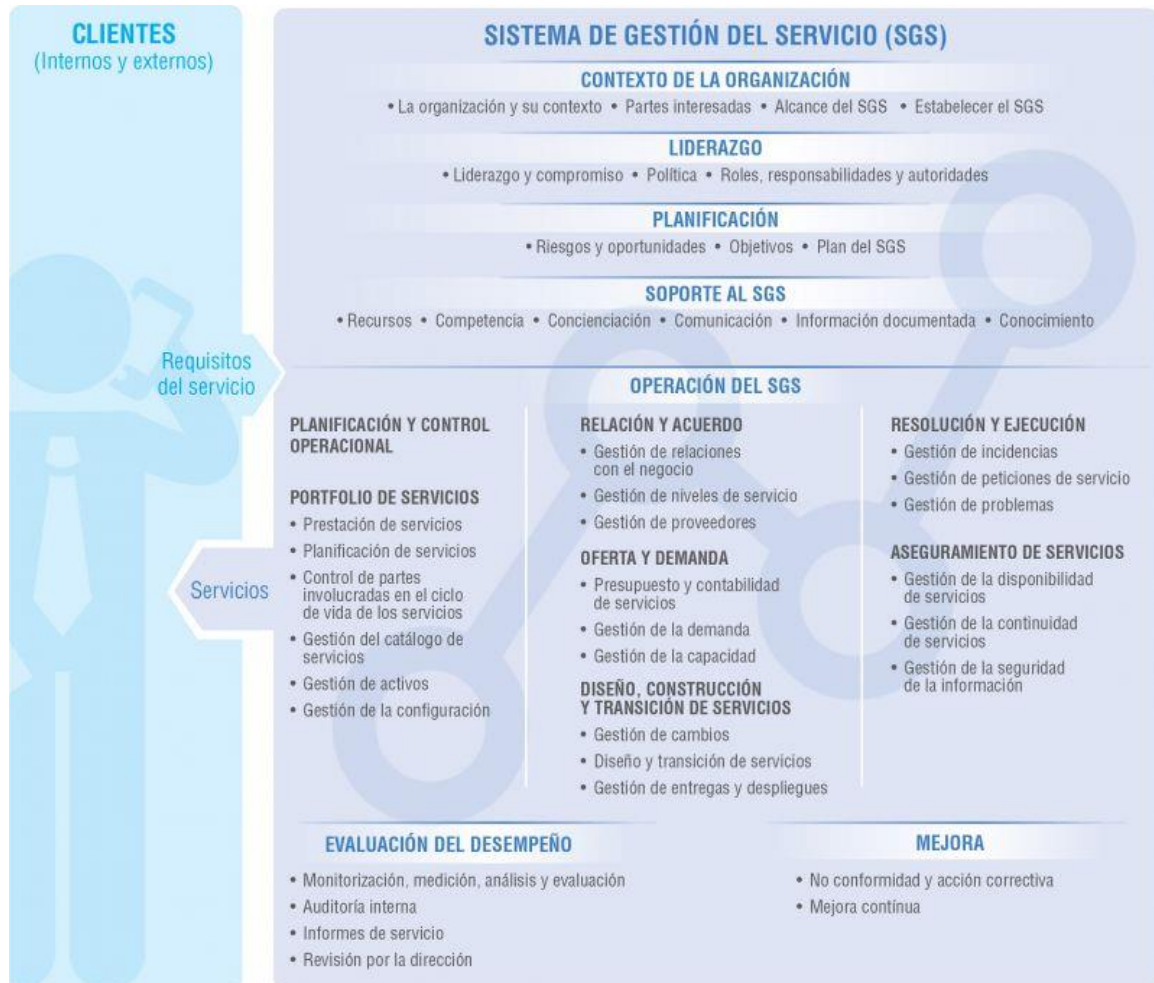 CLIENTES
(Internos y externos)
Requisitos
del servicio
Servicios
SISTEMA DE GESTIÓN DEL SERVICIO (SGS)
CONTEXTO DE LA ORGANIZACIÓN
• La organización y su contexto • Partes interesadas • Alcance del SGS • Establecer el SGS
LIDERAZGO
• Liderazgo y compromiso • Política • Roles, responsabilidades y autoridades
PLANIFICACIÓN
• Riesgos y oportunidades • Objetivos • Plan del SGS
SOPORTE AL SGS
• Recursos • Competencia • Concienciación • Comunicación • Información documentada • Conocimiento
OPERACIÓN DEL SGS
PLANIFICACIÓN Y CONTROL
OPERACIONAL
PORTFOLIO DE SERVICIOS
• Prestación de servicios
• Planificación de servicios
• Control de partes
involucradas en el ciclo
de vida de los servicios
• Gestión del catálogo de
servicios
• Gestión de activos
• Gestión de la configuración
RELACIÓN Y ACUERDO
• Gestión de relaciones
con el negocio
• Gestión de niveles de servicio
• Gestión de proveedores
OFERTA Y DEMANDA
• Presupuesto y contabilidad
de servicios
• Gestión de la demanda
• Gestión de la capacidad
DISEÑO, CONSTRUCCIÓN
Y TRANSICIÓN DE SERVICIOS
• Gestión de cambios
• Diseño y transición de servicios
• Gestión de entregas y despliegues
RESOLUCIÓN Y EJECUCIÓN
• Gestión de incidencias
• Gestión de peticiones de servicio
• Gestión de problemas
ASEGURAMIENTO DE SERVICIOS
• Gestión de la disponibilidad
de servicios
• Gestión de la continuidad
de servicios
• Gestión de la seguridad
de la información
EVALUACIÓN DEL DESEMPEÑO
• Monitorización, medición, análisis y evaluación
• Auditoría interna
• Informes de servicio
• Revisión por la dirección
MEJORA
• No conformidad y acción correctiva
• Mejora contínua